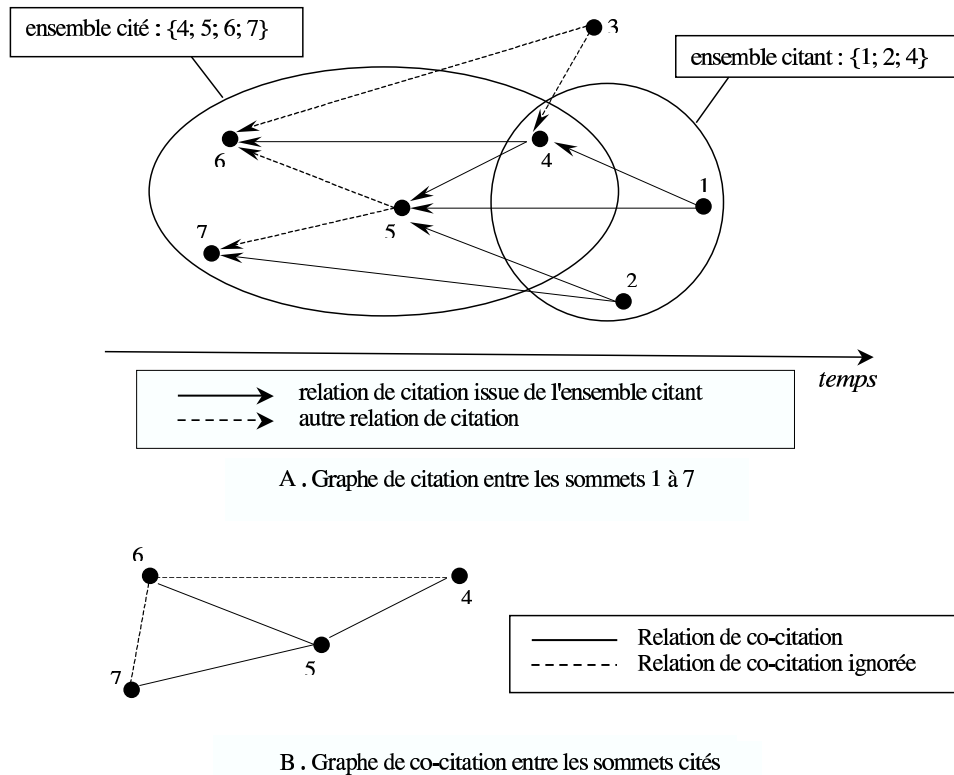 ensemble cité : {4; 5; 6; 7}
3
ensemble citant : {1; 2; 4}
6
4
1
5
7
2
temps
relation de citation issue de l'ensemble citant
autre relation de citation
A . Graphe de citation entre les sommets 1 à 7
6
4
5
7
Relation de co-citation
Relation de co-citation ignorée
B . Graphe de co-citation entre les sommets cités